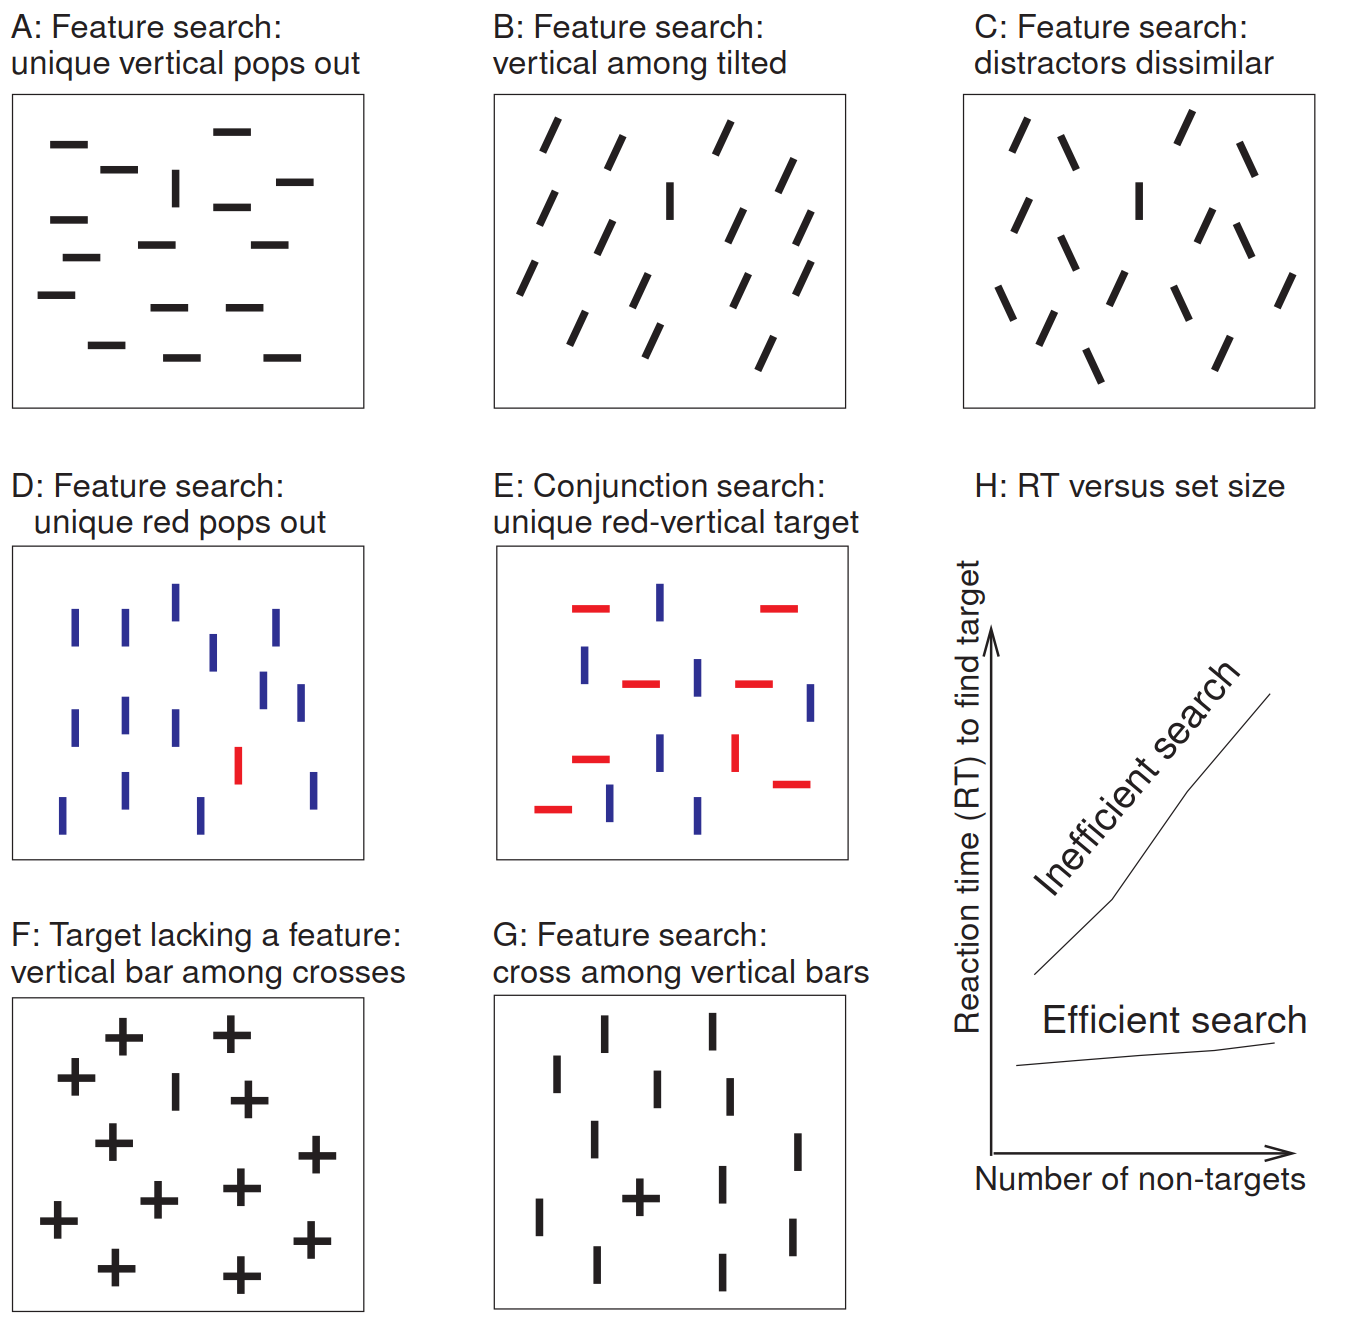 A: Feature search:
unique vertical pops out
B: Feature search:
vertical among tilted
C: Feature search:
distractors dissimilar
D: Feature search:
unique red pops out
E: Conjunction search:
unique red-vertical target
H: RT versus set size
Reaction time (RT) to find target
Inefficient search
Efficient search
Number of non-targets
F: Target lacking a feature:
vertical bar among crosses
G: Feature search:
cross among vertical bars